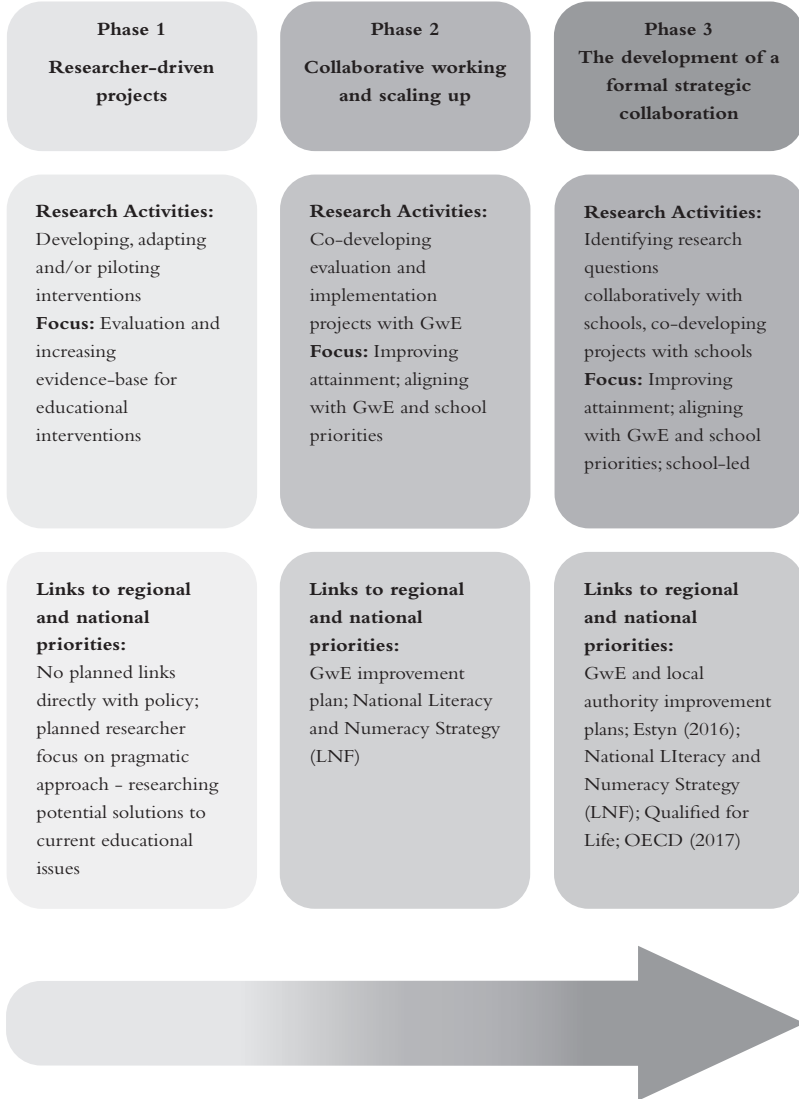 Phase 1
Researcher-driven
projects
Phase 2
Collaborative working
and scaling up
Phase 3
The development of a
formal strategic
collaboration
Research Activities:
Developing, adapting
and/or piloting
interventions
Focus: Evaluation and
increasing
evidence-base for
educational
interventions
Research Activities:
Co-developing
evaluation and
implementation
projects with GwE
Focus: Improving
attainment; aligning
with GwE and school
priorities
Research Activities:
Identifying research
questions
collaboratively with
schools, co-developing
projects with schools
Focus: Improving
attainment; aligning
with GwE and school
priorities; school-led
Links to regional
and national
priorities:
No planned links
directly with policy;
planned researcher
focus on pragmatic
approach - researching
potential solutions to
current educational
issues
Links to regional
and national
priorities:
GwE improvement
plan; National Literacy
and Numeracy Strategy
(LNF)
Links to regional
and national
priorities:
GwE and local
authority improvement
plans; Estyn (2016);
National LIteracy and
Numeracy Strategy
(LNF); Qualified for
Life; OECD (2017)